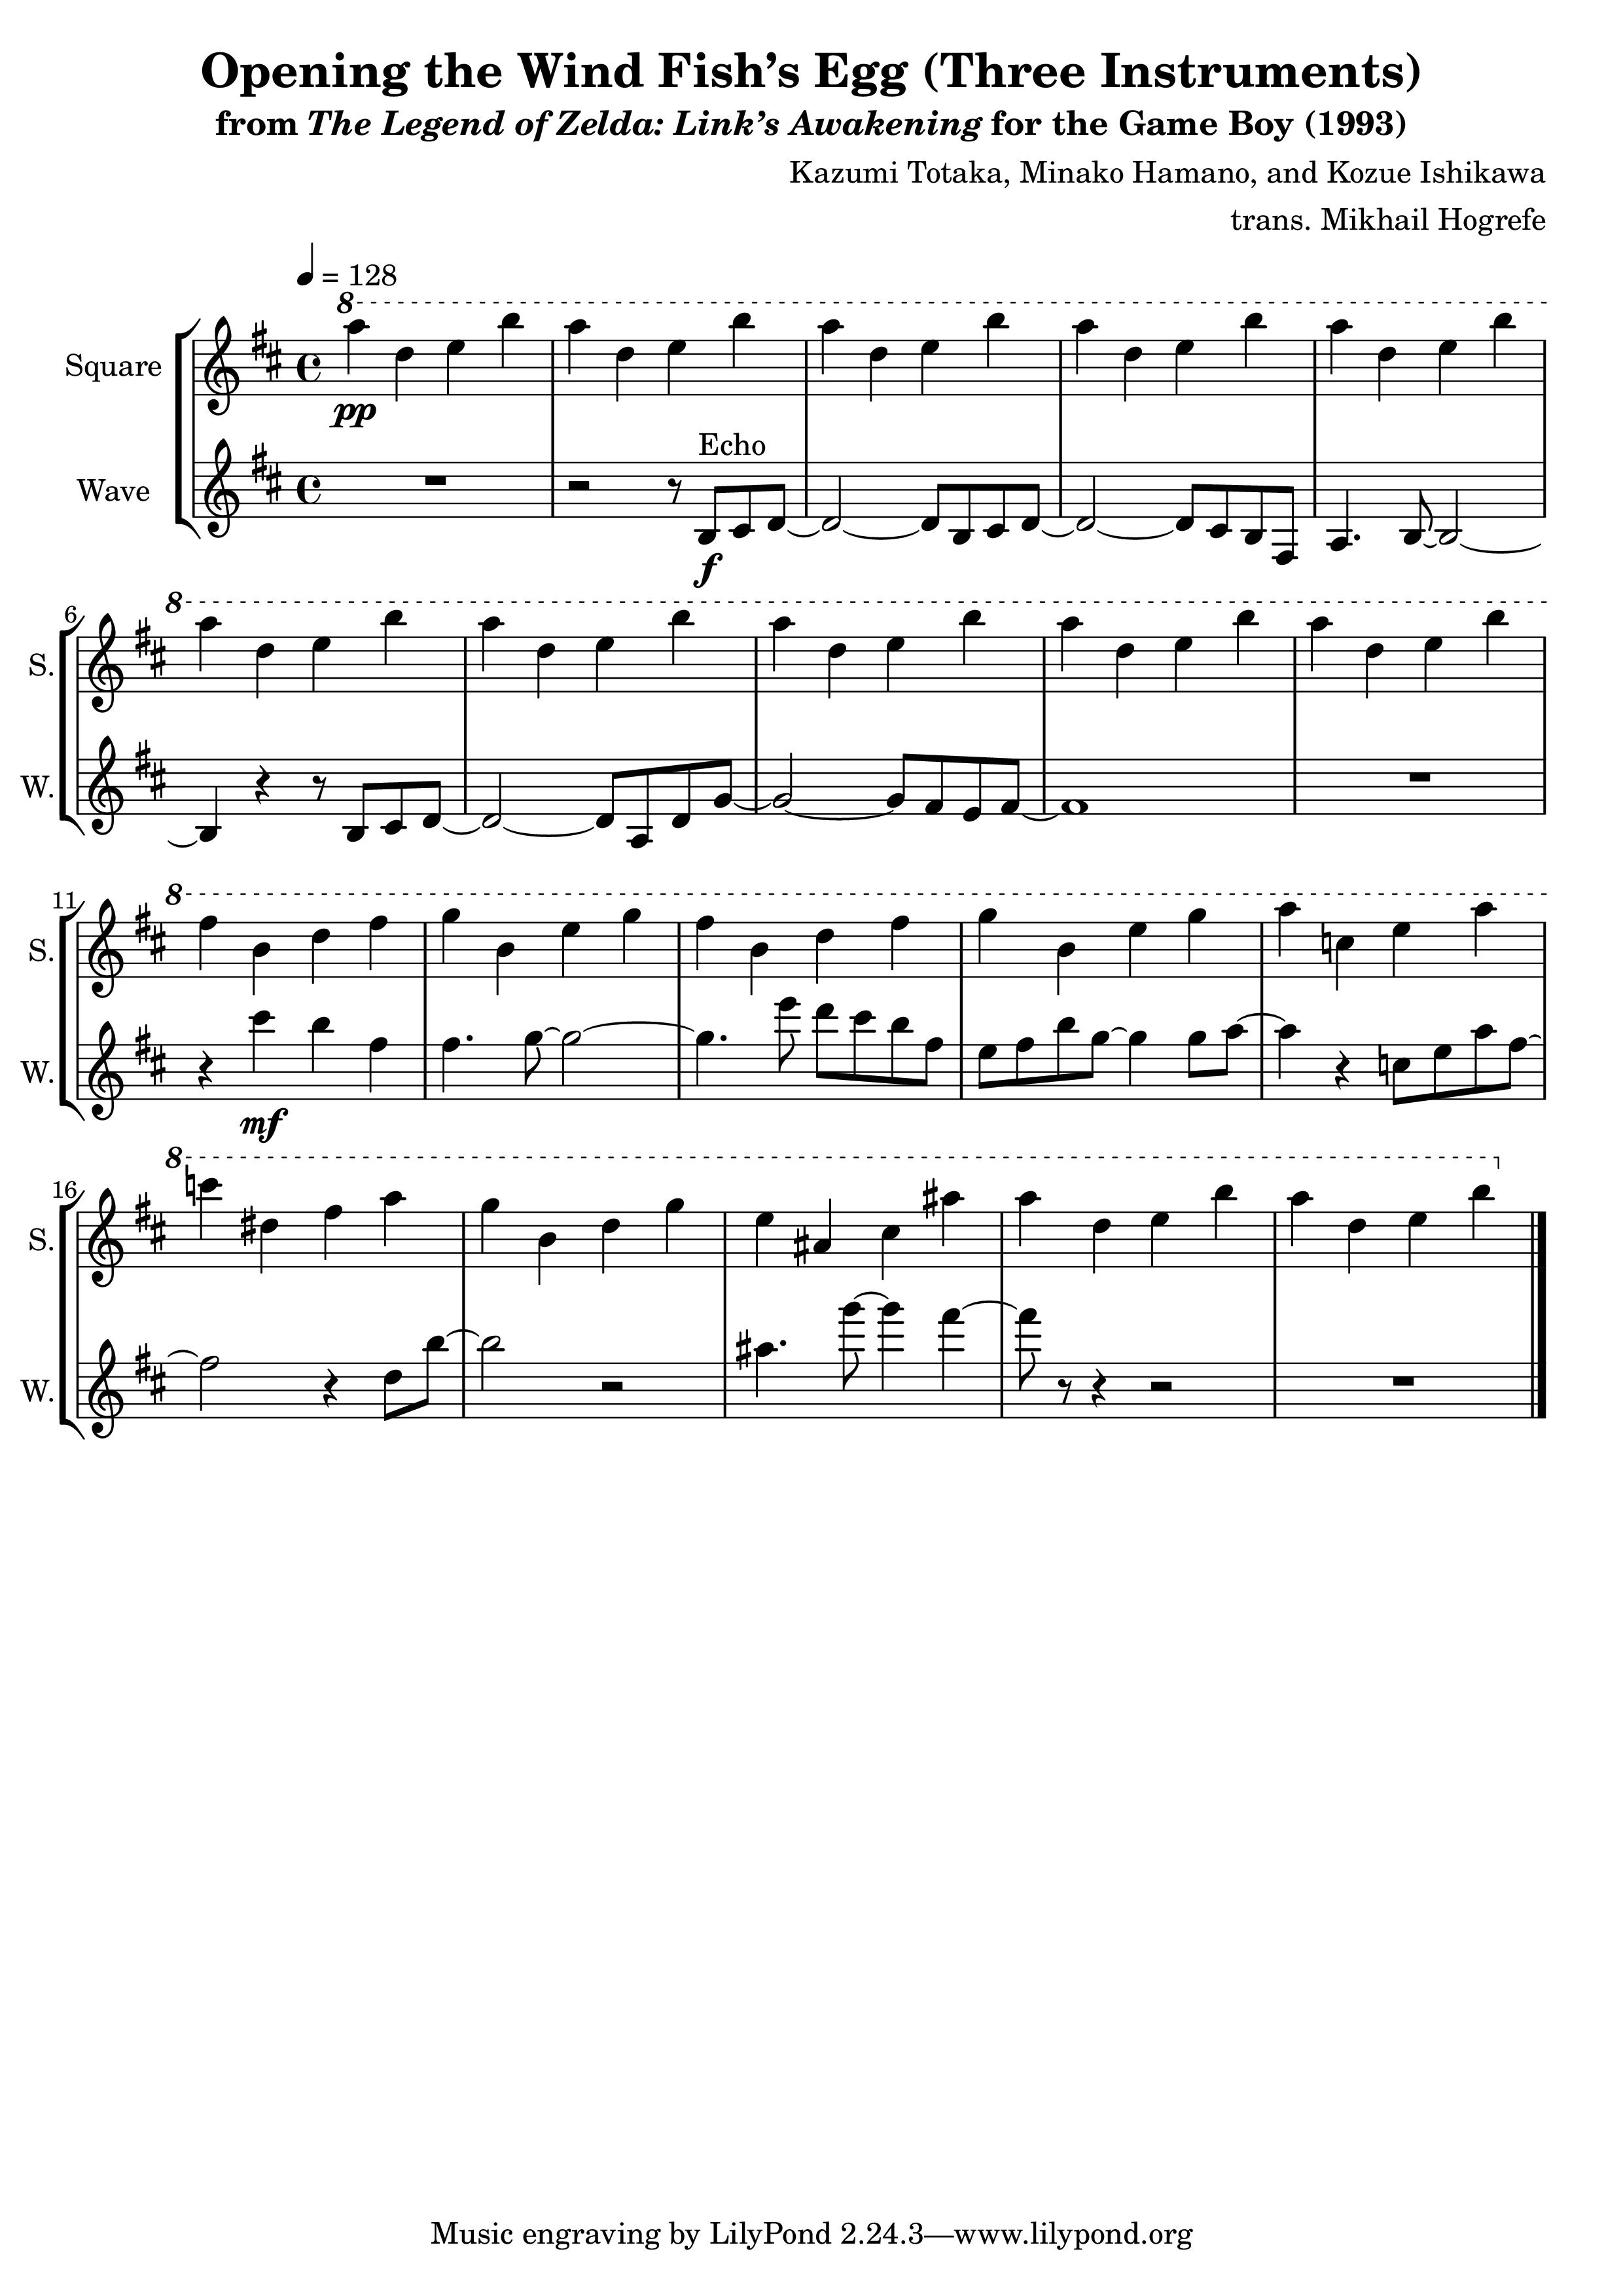 Opening the Wind Fish’s Egg (Three Instruments)
from The Legend of Zelda: Link’s Awakening for the Game Boy (1993)
Kazumi Totaka, Minako Hamano, and Kozue Ishikawa
trans. Mikhail Hogrefe
= 128
8
Square
pp
Echo
Wave
f
8
6
S.
W.
8
11
S.
W.
mf
8
16
S.
W.
Music engraving by LilyPond 2.24.3—www.lilypond.org